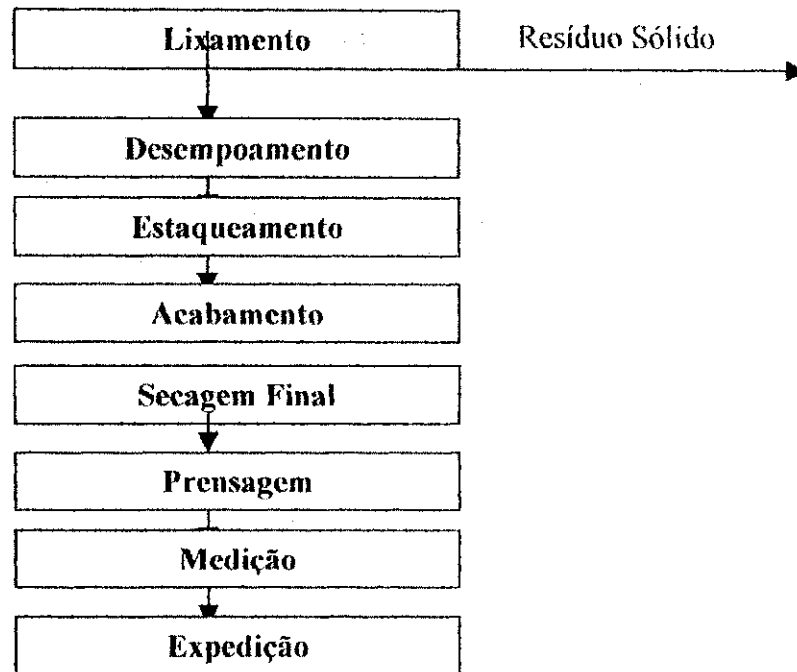 Lixamento
Resíduo Sólido
Desempoamento
Estaqueamento
Acabamento
Secagem Final
Prensagem
Medição
Expedição